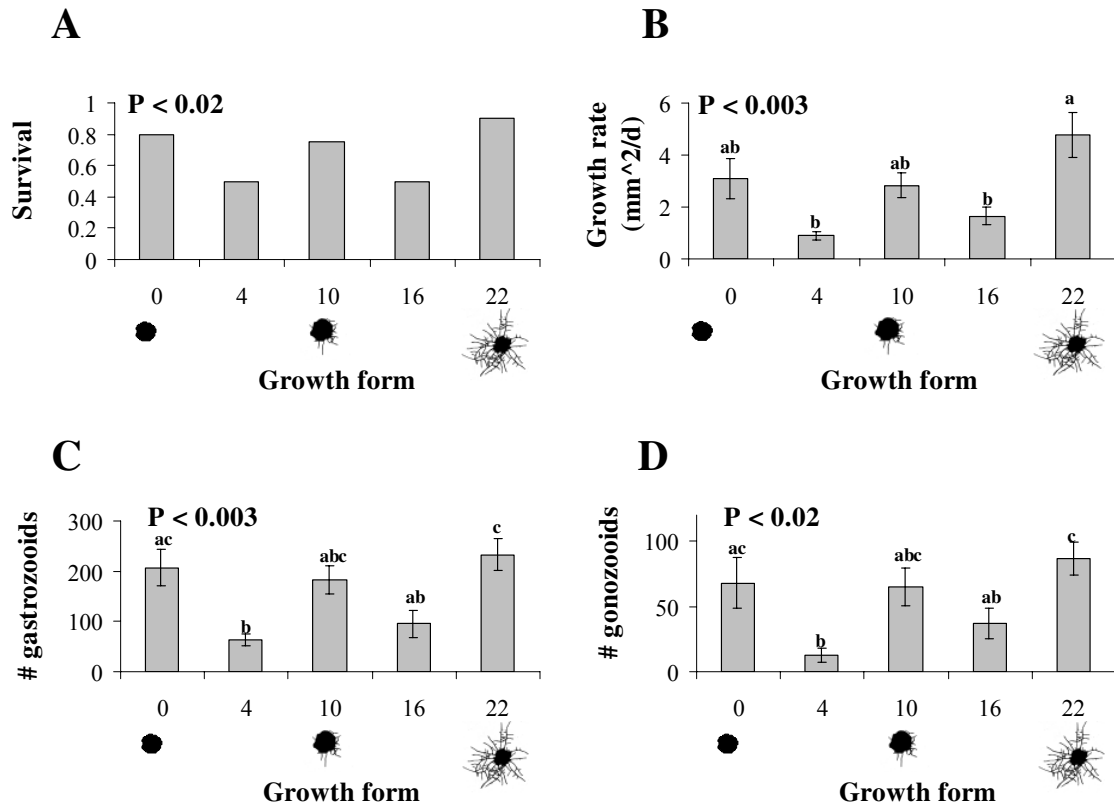 A
P < 0.02
Survival
1
0.8
0.6
0.4
0.2
0
0 4 10 16 22
Growth form
B
P < 0.003
Growth rate
(mm^2/d)
6
4
2
0
ab b ab b a
0 4 10 16 22
Growth form
C
P < 0.003
# gastrozooids
300
200
100
0
ac b abc ab c
0 4 10 16 22
Growth form
D
P < 0.02
# gonozooids
100
50
0
ac b abc ab c
0 4 10 16 22
Growth form